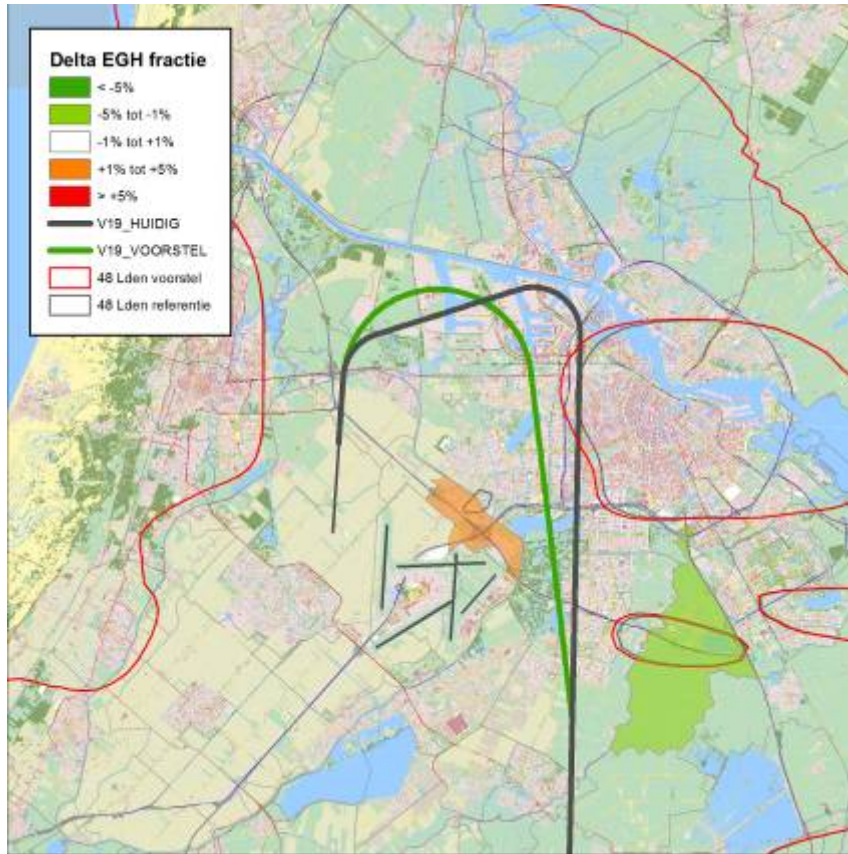 Delta EGH fractie
< -5%
-5% tot -1%
-1% tot +1%
+1% tot +5%
> +5%
V19_HUIDIG
V19_VOORSTEL
48 Lden voorstel
48 Lden referentie